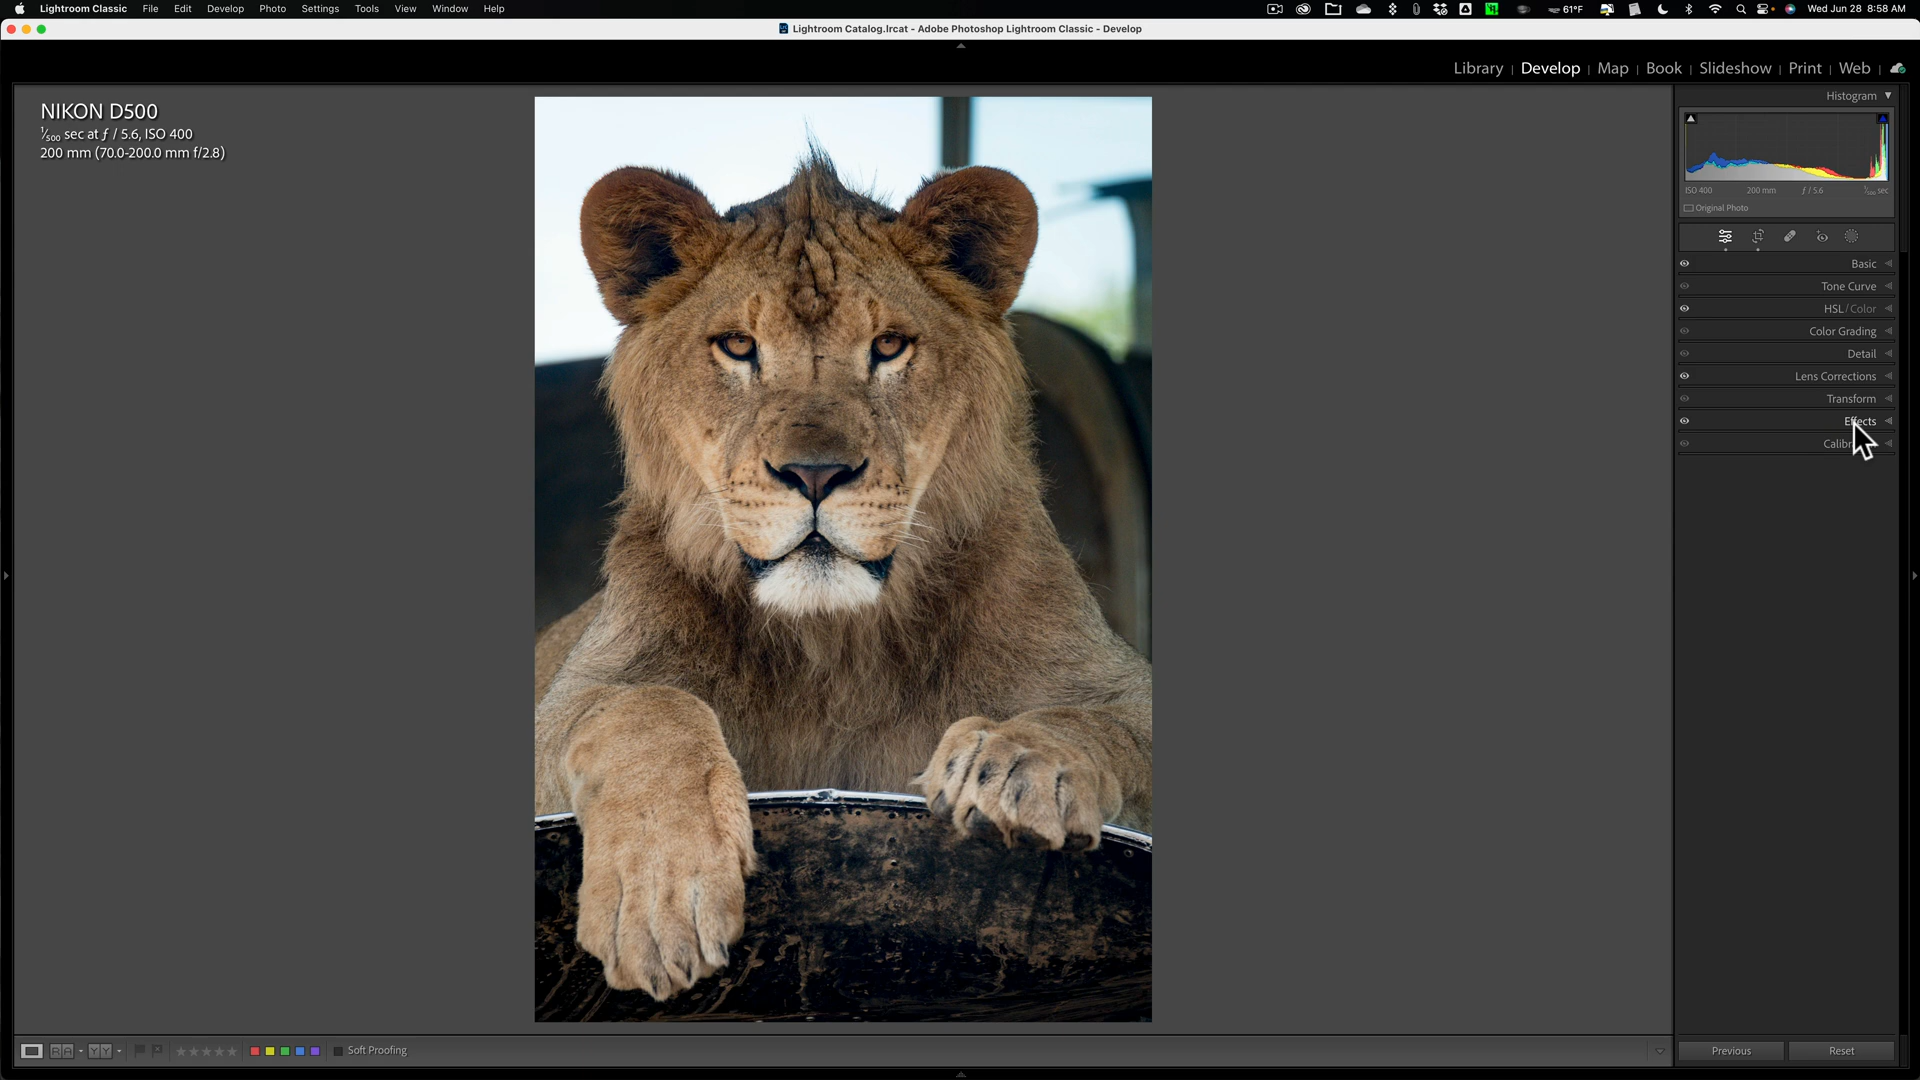 Lightroom Classic File Edit Develop Photo Settings Tools View Window Help
61°F Wed Jun 28 8:58 AM
Lightroom Catalog.lrcat - Adobe Photoshop Lightroom Classic - Develop
Library | Develop | Map | Book | Slideshow | Print | Web |
NIKON D500
1/500 sec at ƒ / 5.6, ISO 400
200 mm (70.0-200.0 mm f/2.8)
Histogram
ISO 400 200 mm ƒ / 5.6 1/500 sec
Original Photo
Basic
Tone Curve
HSL / Color
Color Grading
Detail
Lens Corrections
Transform
Effects
Soft Proofing
Previous Reset